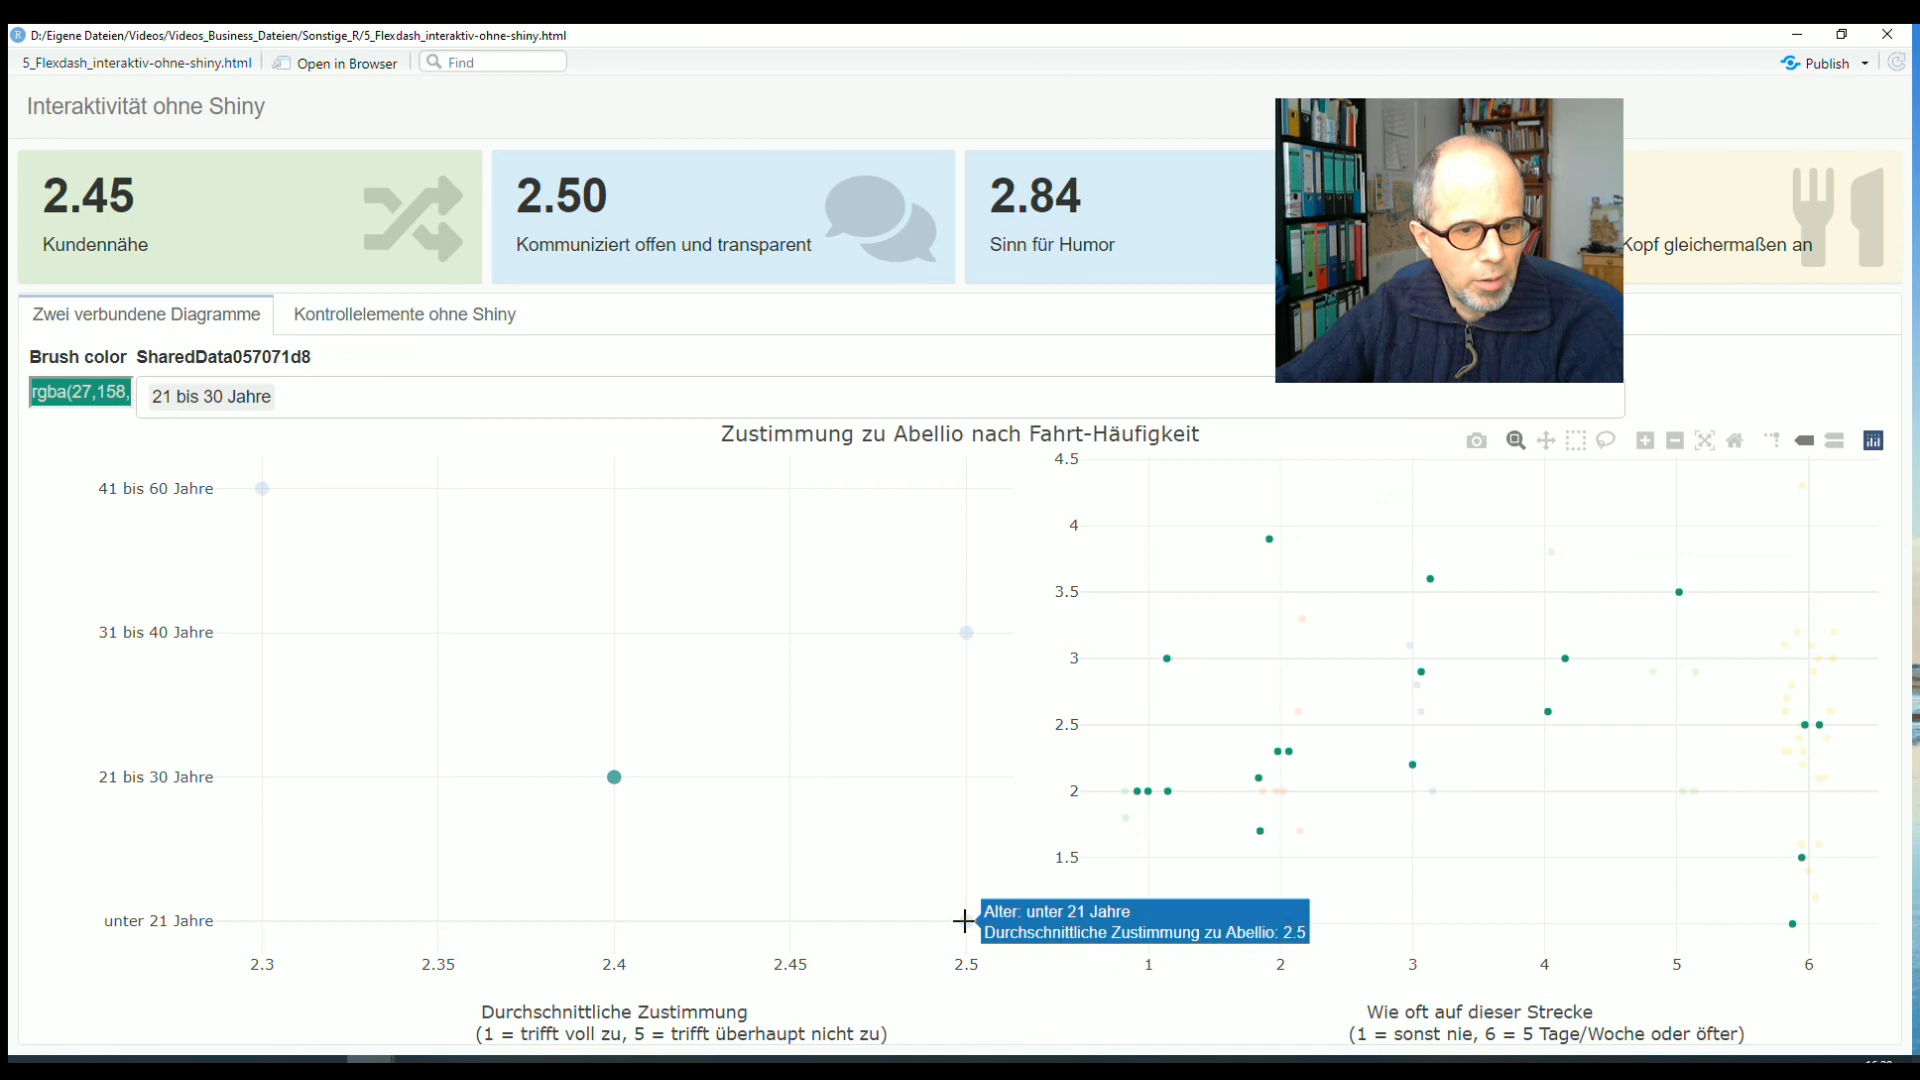 D:/Eigene Dateien/Videos/Videos_Business_Dateien/Sonstige_R/5_Flexdash_interaktiv-ohne-shiny.html
5_Flexdash_interaktiv-ohne-shiny.html
Open in Browser
Find
Publish
Interaktivität ohne Shiny
2.45
Kundennähe
2.50
Kommuniziert offen und transparent
2.84
Sinn für Humor
Kopf gleichermaßen an
Zwei verbundene Diagramme
Kontrollelemente ohne Shiny
Brush color
SharedData057071d8
rgba(27,158,
21 bis 30 Jahre
Zustimmung zu Abellio nach Fahrt-Häufigkeit
41 bis 60 Jahre
31 bis 40 Jahre
21 bis 30 Jahre
unter 21 Jahre
2.3 2.35 2.4 2.45 2.5
Durchschnittliche Zustimmung
(1 = trifft voll zu, 5 = trifft überhaupt nicht zu)
4.5
4
3.5
3
2.5
2
1.5
Alter: unter 21 Jahre
Durchschnittliche Zustimmung zu Abellio: 2.5
1 2 3 4 5 6
Wie oft auf dieser Strecke
(1 = sonst nie, 6 = 5 Tage/Woche oder öfter)